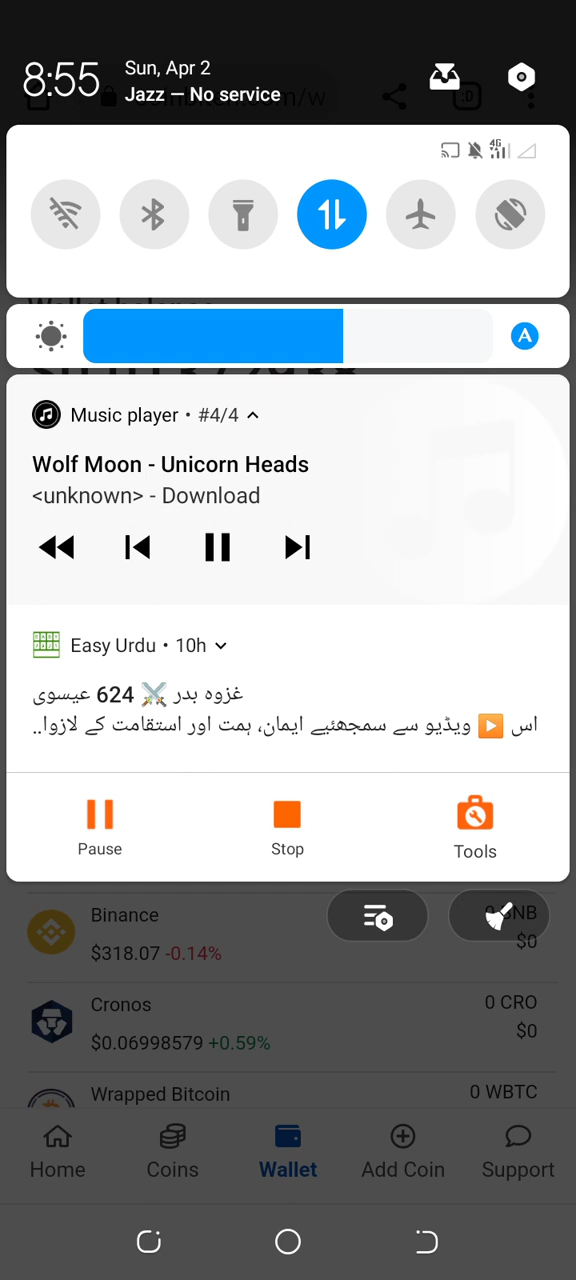 8:55
Sun, Apr 2
Jazz — No service
4G
A
Music player • #4/4
Wolf Moon - Unicorn Heads
<unknown> - Download
Easy Urdu • 10h
غزوہ بدر ⚔️ 624 عیسوی
اس ▶️ ویڈیو سے سمجھئیے ایمان، ہمت اور استقامت کے لازوا..
Pause
Stop
Tools
Binance
0 BNB
$318.07 -0.14%
$0
Cronos
0 CRO
$0.06998579 +0.59%
$0
Wrapped Bitcoin
0 WBTC
Home
Coins
Wallet
Add Coin
Support